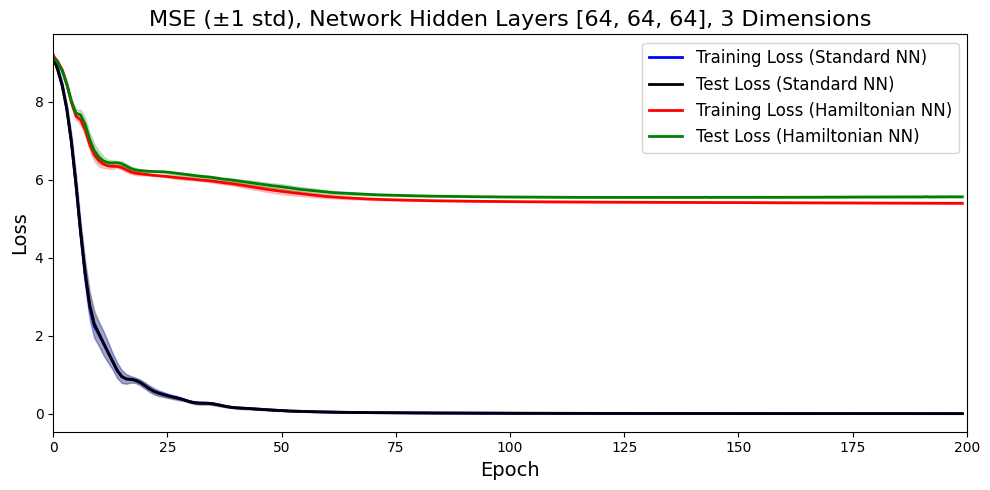 MSE (±1 std), Network Hidden Layers [64, 64, 64], 3 Dimensions
Training Loss (Standard NN)
Test Loss (Standard NN)
Training Loss (Hamiltonian NN)
Test Loss (Hamiltonian NN)
Loss
8
6
4
2
0
0 25 50 75 100 125 150 175 200
Epoch